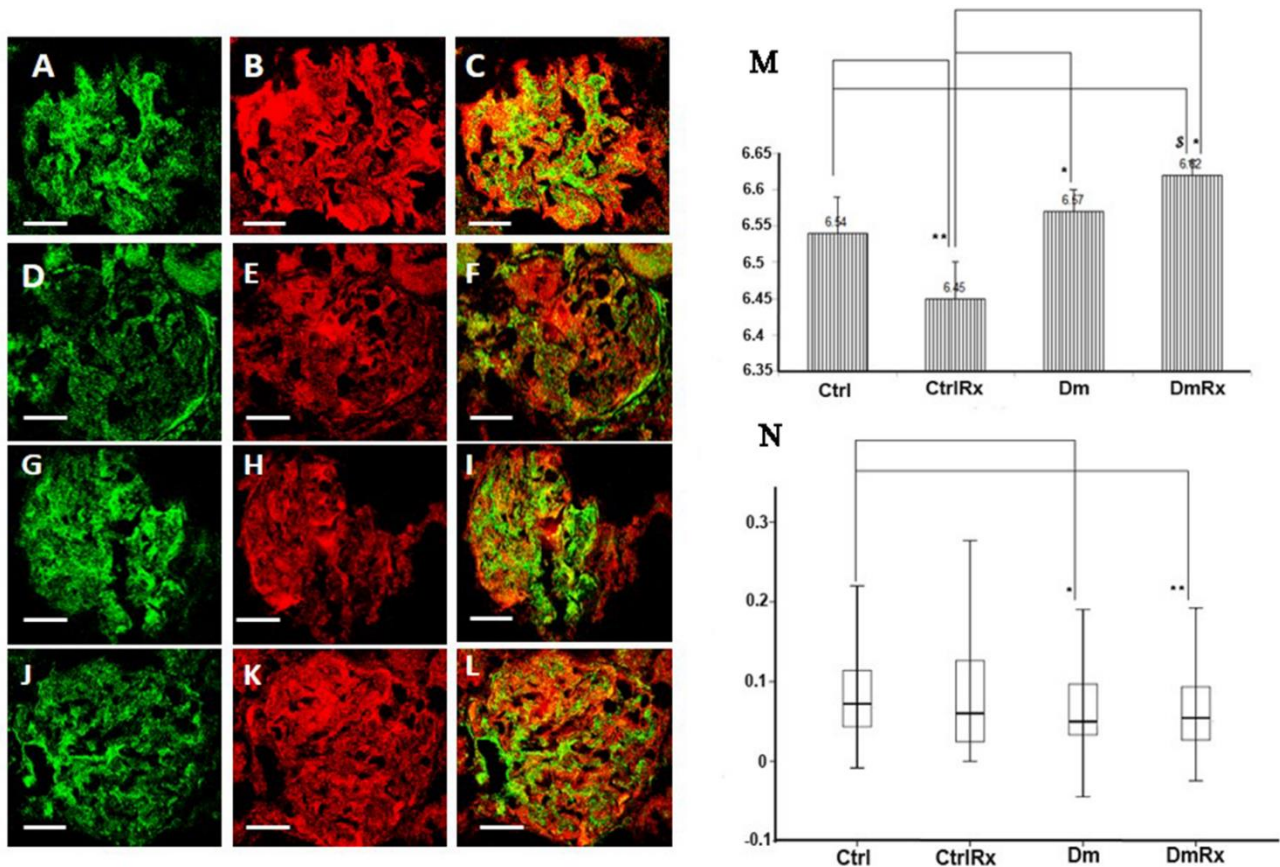 A B C
D E F
G H I
J K L
M
$ *
6.65
6.6
6.55
6.5
6.45
6.4
6.35
6.54
**
6.45
*
6.57
6.62
Ctrl CtrlRx Dm DmRx
N
0.3
0.2
0.1
0
-0.1
* **
Ctrl CtrlRx Dm DmRx